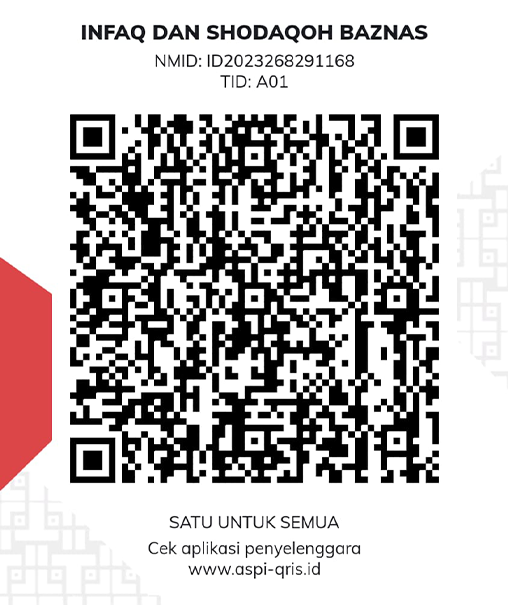 INFAQ DAN SHODAQOH BAZNAS
NMID: ID2023268291168
TID: A01
SATU UNTUK SEMUA
Cek aplikasi penyelenggara
www.aspi-qris.id